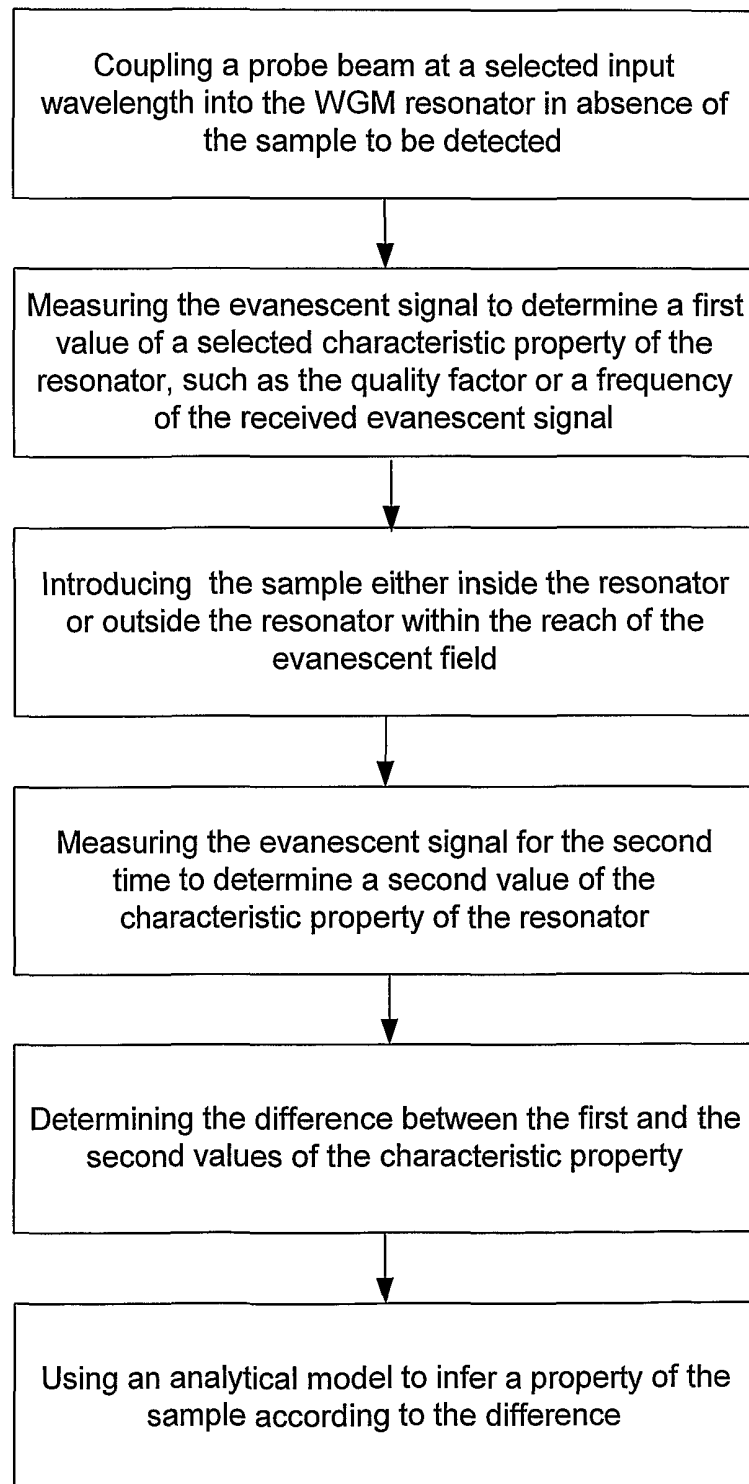 Coupling a probe beam at a selected input
wavelength into the WGM resonator in absence of
the sample to be detected
Measuring the evanescent signal to determine a first
value of a selected characteristic property of the
resonator, such as the quality factor or a frequency
of the received evanescent signal
Introducing the sample either inside the resonator
or outside the resonator within the reach of the
evanescent field
Measuring the evanescent signal for the second
time to determine a second value of the
characteristic property of the resonator
Determining the difference between the first and the
second values of the characteristic property
Using an analytical model to infer a property of the
sample according to the difference